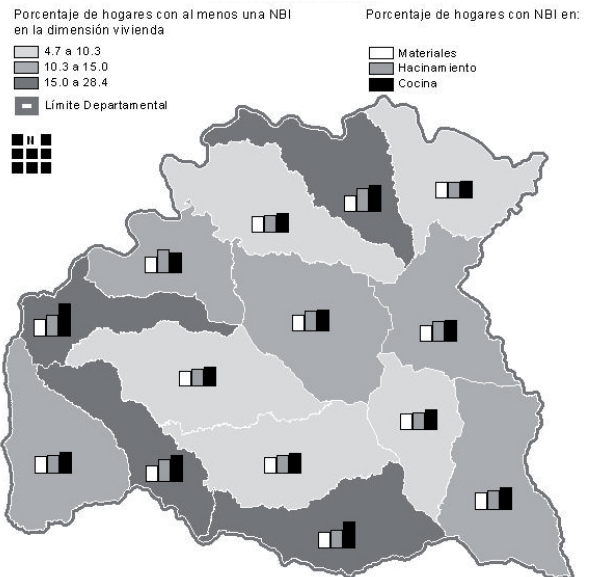 Porcentaje de hogares con al menos una NBI
en la dimensión vivienda
4.7 a 10.3
10.3 a 15.0
15.0 a 28.4
Límite Departamental
Porcentaje de hogares con NBI en:
Materiales
Hacinamiento
Cocina